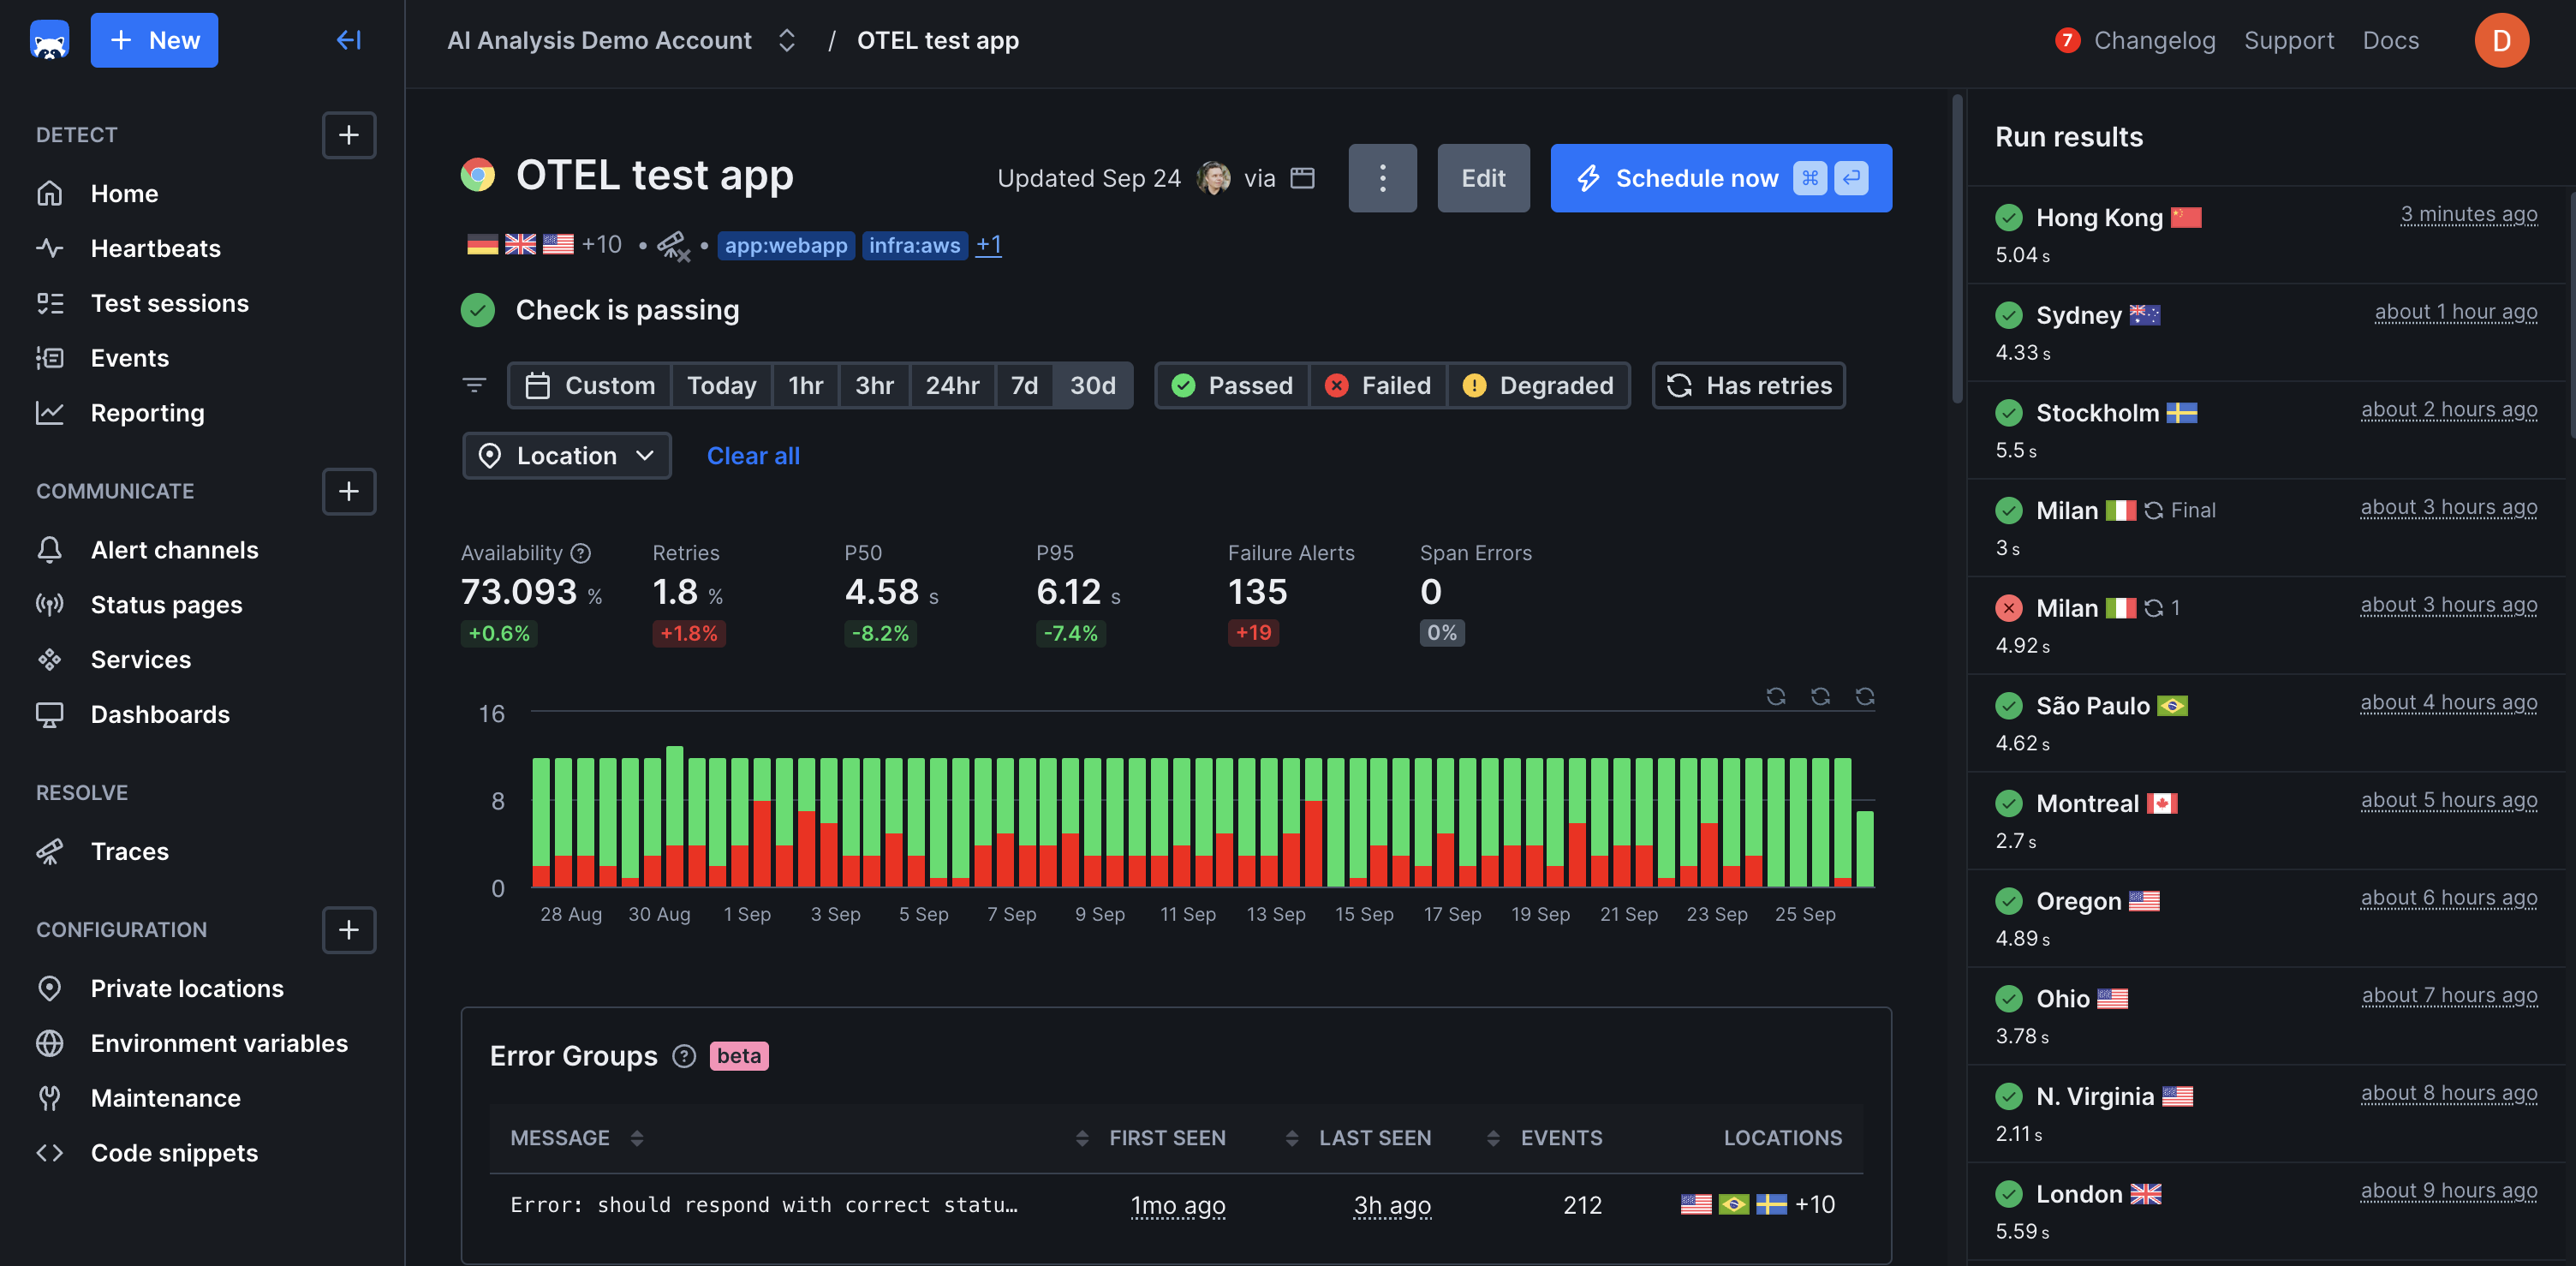 New
AI Analysis Demo Account / OTEL test app
7 Changelog Support Docs D
DETECT
Home
Heartbeats
Test sessions
Events
Reporting
COMMUNICATE
Alert channels
Status pages
Services
Dashboards
RESOLVE
Traces
CONFIGURATION
Private locations
Environment variables
Maintenance
Code snippets
OTEL test app
Updated Sep 24 via
Edit
Schedule now ⌘
+10 • • app:webapp infra:aws +1
Check is passing
Custom Today 1hr 3hr 24hr 7d 30d Passed Failed Degraded Has retries
Location Clear all
Availability Retries P50 P95 Failure Alerts Span Errors
73.093 % 1.8 % 4.58 s 6.12 s 135 0
+0.6% +1.8% -8.2% -7.4% +19 0%
16
8
0
28 Aug 30 Aug 1 Sep 3 Sep 5 Sep 7 Sep 9 Sep 11 Sep 13 Sep 15 Sep 17 Sep 19 Sep 21 Sep 23 Sep 25 Sep
Error Groups ? beta
MESSAGE FIRST SEEN LAST SEEN EVENTS LOCATIONS
Error: should respond with correct statu… 1mo ago 3h ago 212 +10
Run results
Hong Kong 3 minutes ago
5.04 s
Sydney about 1 hour ago
4.33 s
Stockholm about 2 hours ago
5.5 s
Milan Final about 3 hours ago
3 s
Milan 1 about 3 hours ago
4.92 s
São Paulo about 4 hours ago
4.62 s
Montreal about 5 hours ago
2.7 s
Oregon about 6 hours ago
4.89 s
Ohio about 7 hours ago
3.78 s
N. Virginia about 8 hours ago
2.11 s
London about 9 hours ago
5.59 s